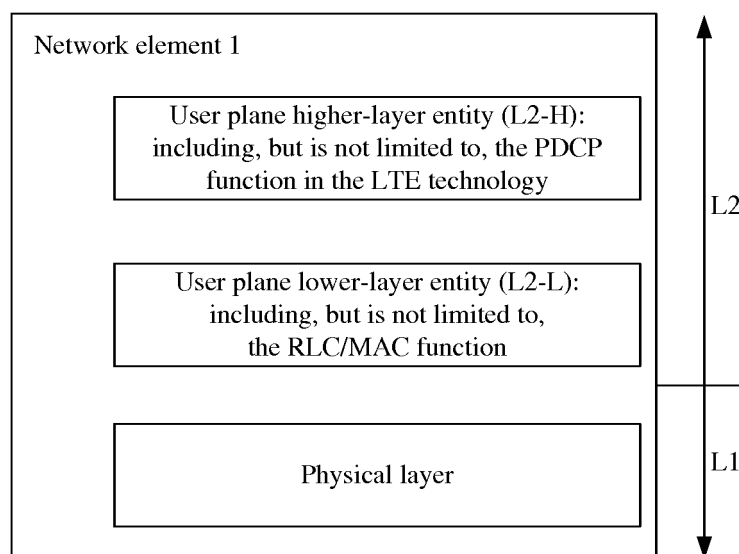 Network element 1
User plane higher-layer entity (L2-H):
including, but is not limited to, the PDCP
function in the LTE technology
L2
User plane lower-layer entity (L2-L):
including, but is not limited to,
the RLC/MAC function
Physical layer
L1